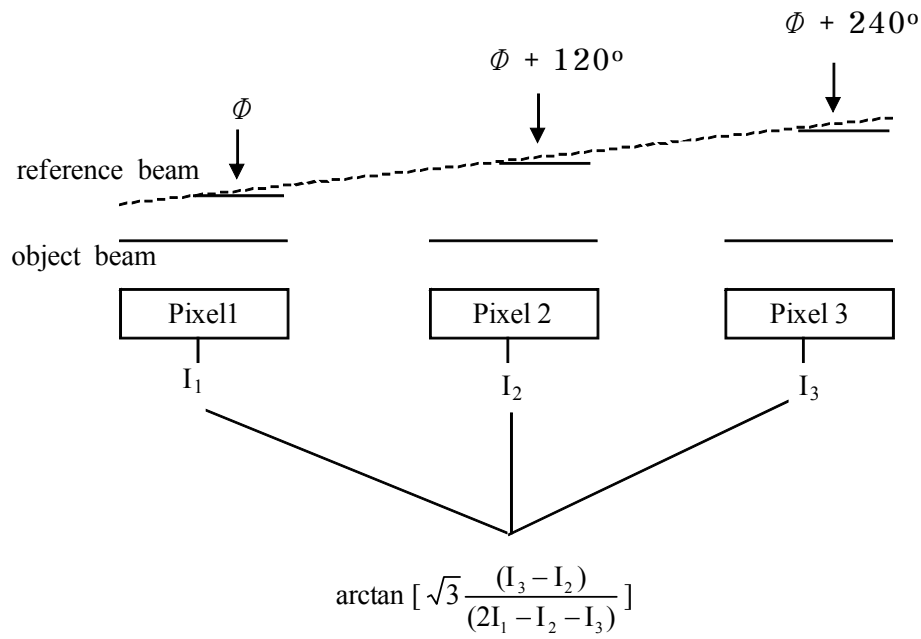 Φ + 240º
Φ + 120º
Φ
reference beam
object beam
Pixel1 Pixel 2 Pixel 3
I₁ I₂ I₃
arctan [ √3 (I₃ − I₂) / (2I₁ − I₂ − I₃) ]